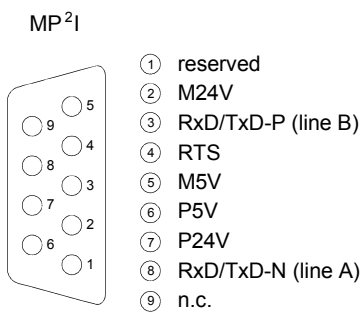 MP²I
5
9
4
8
3
7
2
6
1
1 reserved
2 M24V
3 RxD/TxD-P (line B)
4 RTS
5 M5V
6 P5V
7 P24V
8 RxD/TxD-N (line A)
9 n.c.